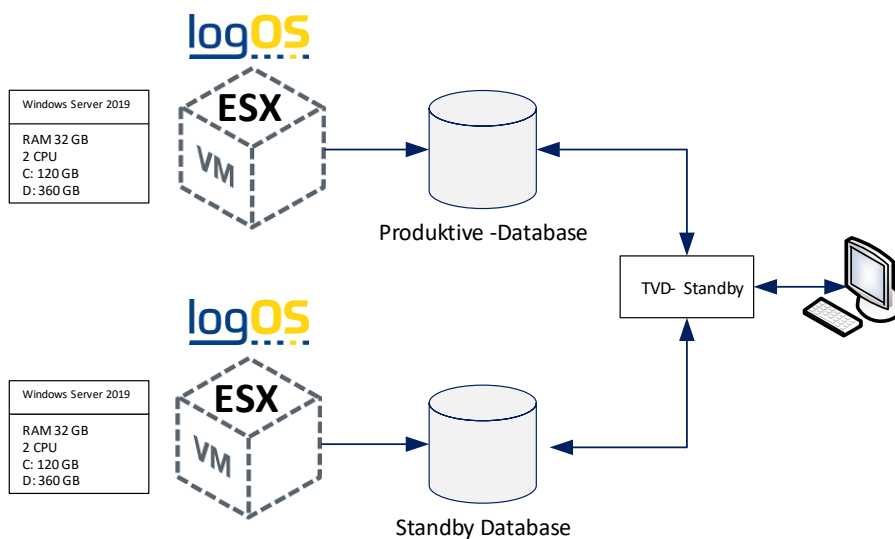 logOS
Windows Server 2019
RAM 32 GB
2 CPU
C: 120 GB
D: 360 GB
ESX
VM
Produktive -Database
TVD- Standby
logOS
Windows Server 2019
RAM 32 GB
2 CPU
C: 120 GB
D: 360 GB
ESX
VM
Standby Database